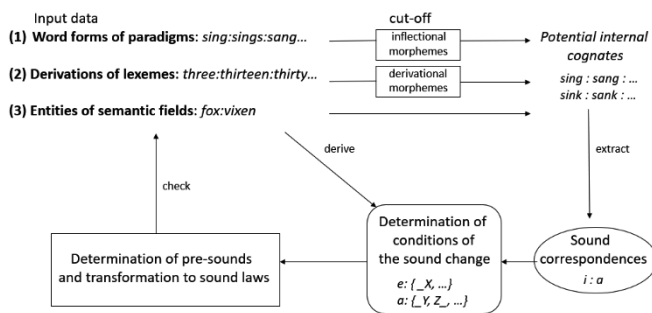 Input data
cut-off
(1) Word forms of paradigms: sing:sings:sang...
inflectional
morphemes
Potential internal
cognates
(2) Derivations of lexemes: three:thirteen:thirty...
derivational
morphemes
sing : sang : ...
sink : sank : ...
(3) Entities of semantic fields: fox:vixen
derive
extract
check
Determination of
conditions of
the sound change
e: {_X, ...}
a: {_Y, Z_, ...}
Determination of pre-sounds
and transformation to sound laws
Sound
correspondences
i : a